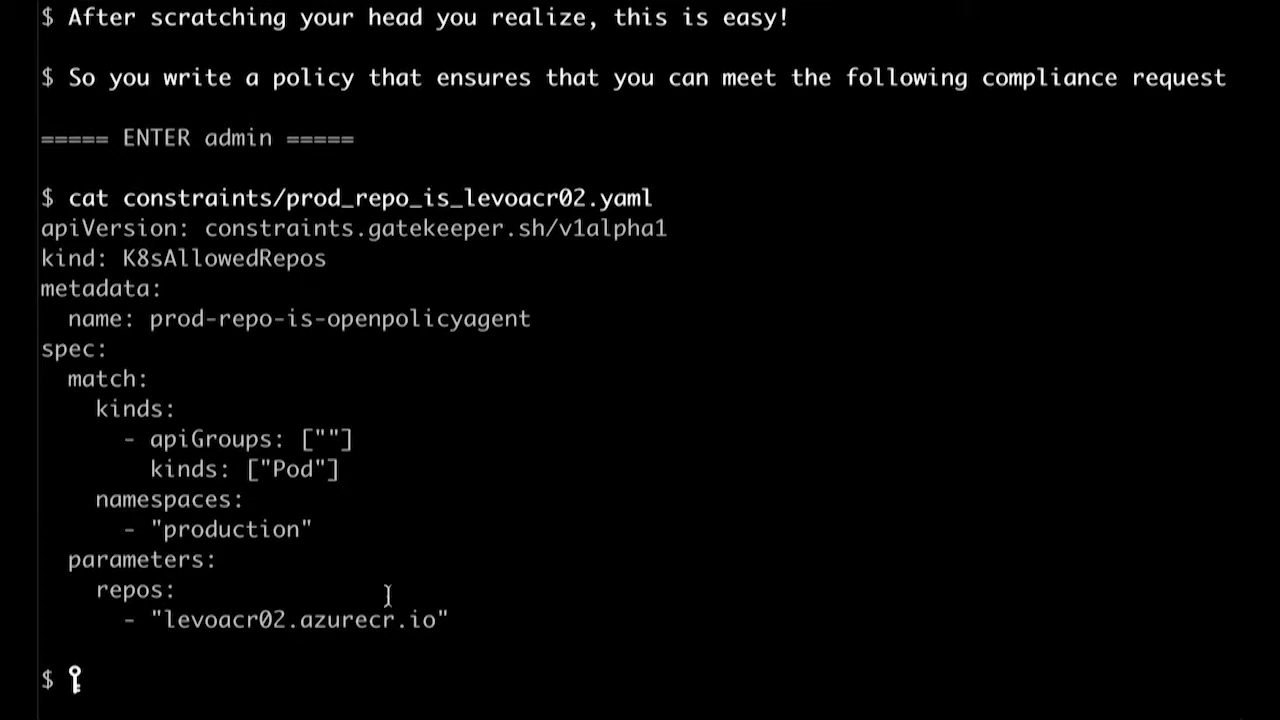 $ After scratching your head you realize, this is easy!
$ So you write a policy that ensures that you can meet the following compliance request
===== ENTER admin =====
$ cat constraints/prod_repo_is_levoacr02.yaml
apiVersion: constraints.gatekeeper.sh/v1alpha1
kind: K8sAllowedRepos
metadata:
  name: prod-repo-is-openpolicyagent
spec:
  match:
    kinds:
      - apiGroups: [""]
        kinds: ["Pod"]
    namespaces:
      - "production"
  parameters:
    repos:
      - "levoacr02.azurecr.io"
$